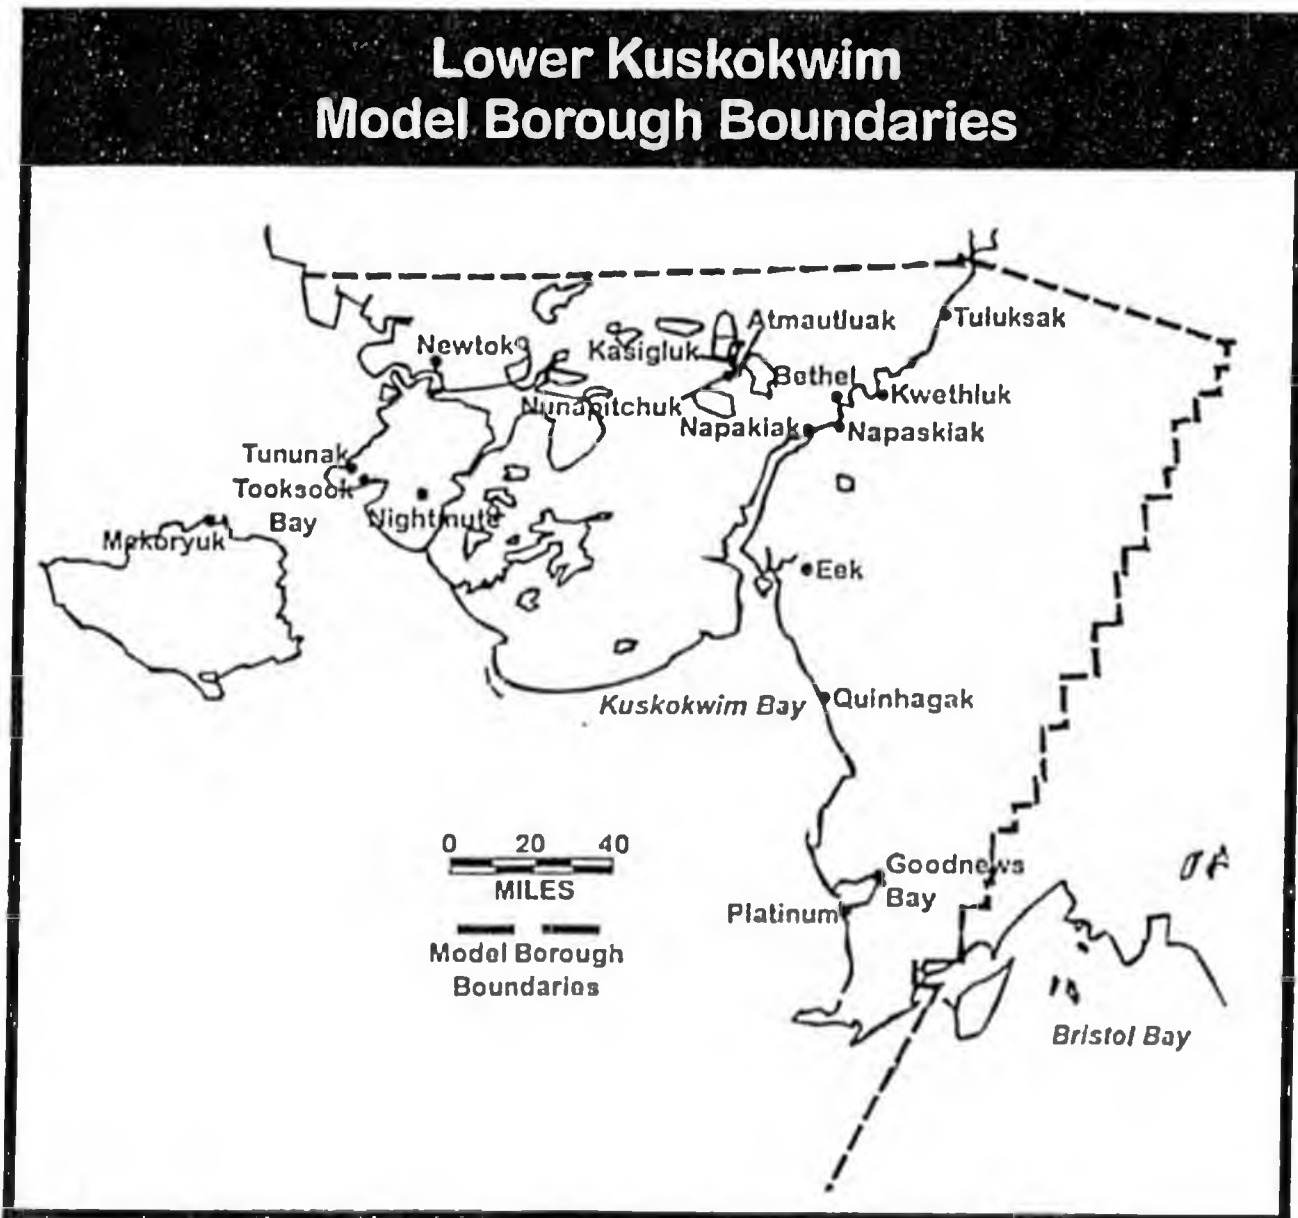 Lower Kuskokwim
Model Borough Boundaries
Atmautluak
Tuluksak
Newtok
Kasigluk
Bethel
Kwethluk
Nunapitchuk
Napakiak
Napaskiak
Tununak
Tooksook
Bay
Nightmute
Mekoryuk
Eek
Kuskokwim Bay
Quinhagak
0 20 40
MILES
Goodnews
Bay
Platinum
Model Borough
Boundaries
Bristol Bay